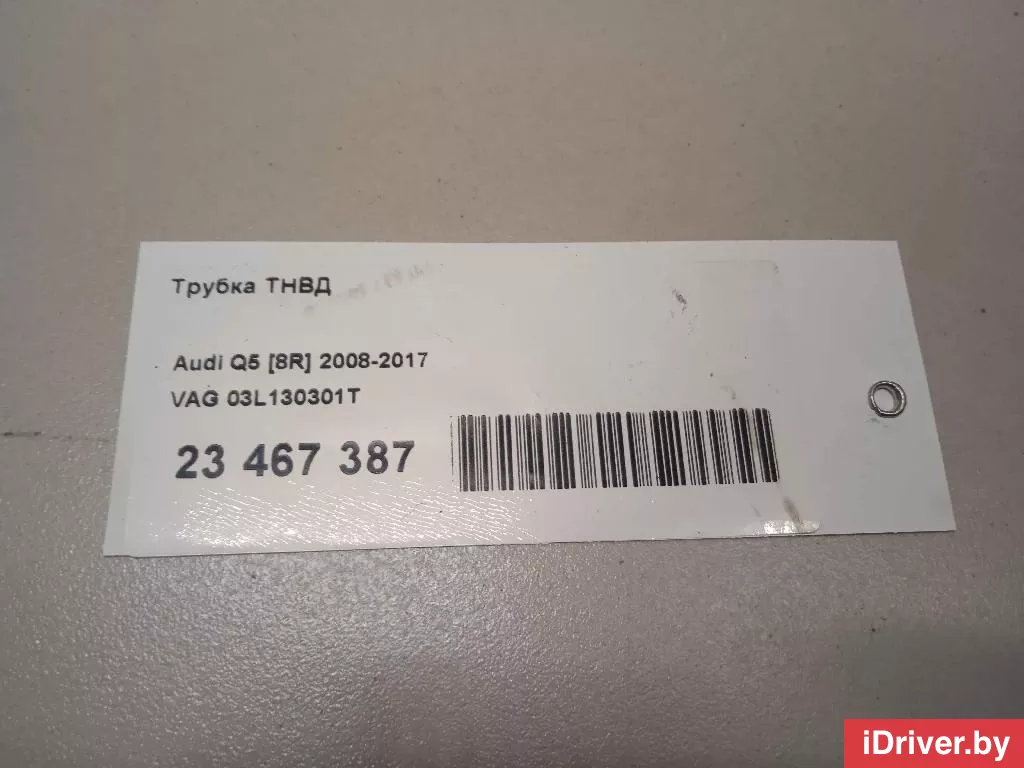 Трубка ТНВД
Audi Q5 [8R] 2008-2017
VAG 03L130301T
23 467 387
iDriver.by